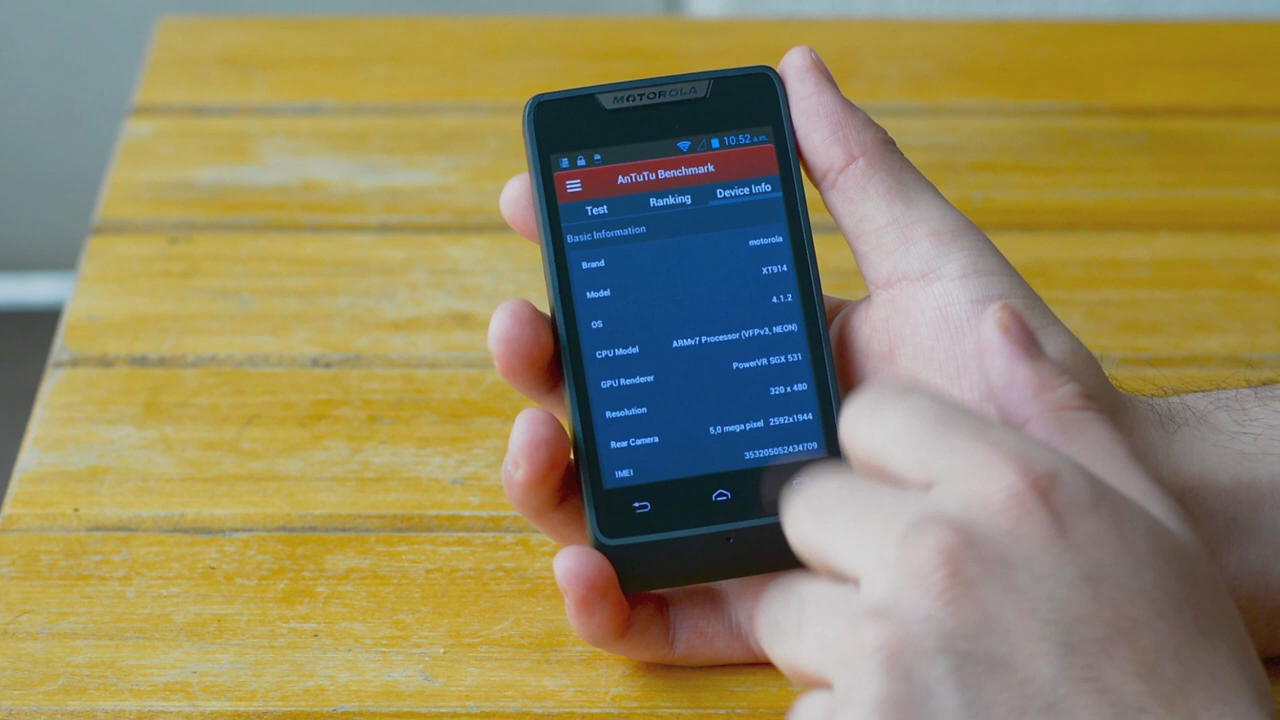 MOTOROLA
10:52 a.m.
AnTuTu Benchmark
Test Ranking Device Info
Basic Information
Brand motorola
Model XT914
OS 4.1.2
CPU Model ARMv7 Processor (VFPv3, NEON)
GPU Renderer PowerVR SGX 531
Resolution 320 x 480
Rear Camera 5,0 mega pixel 2592x1944
IMEI 353205052434709